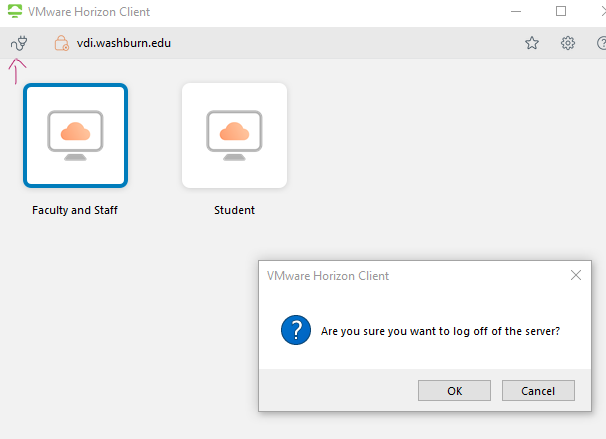 VMware Horizon Client
vdi.washburn.edu
Faculty and Staff
Student
VMware Horizon Client
Are you sure you want to log off of the server?
OK
Cancel